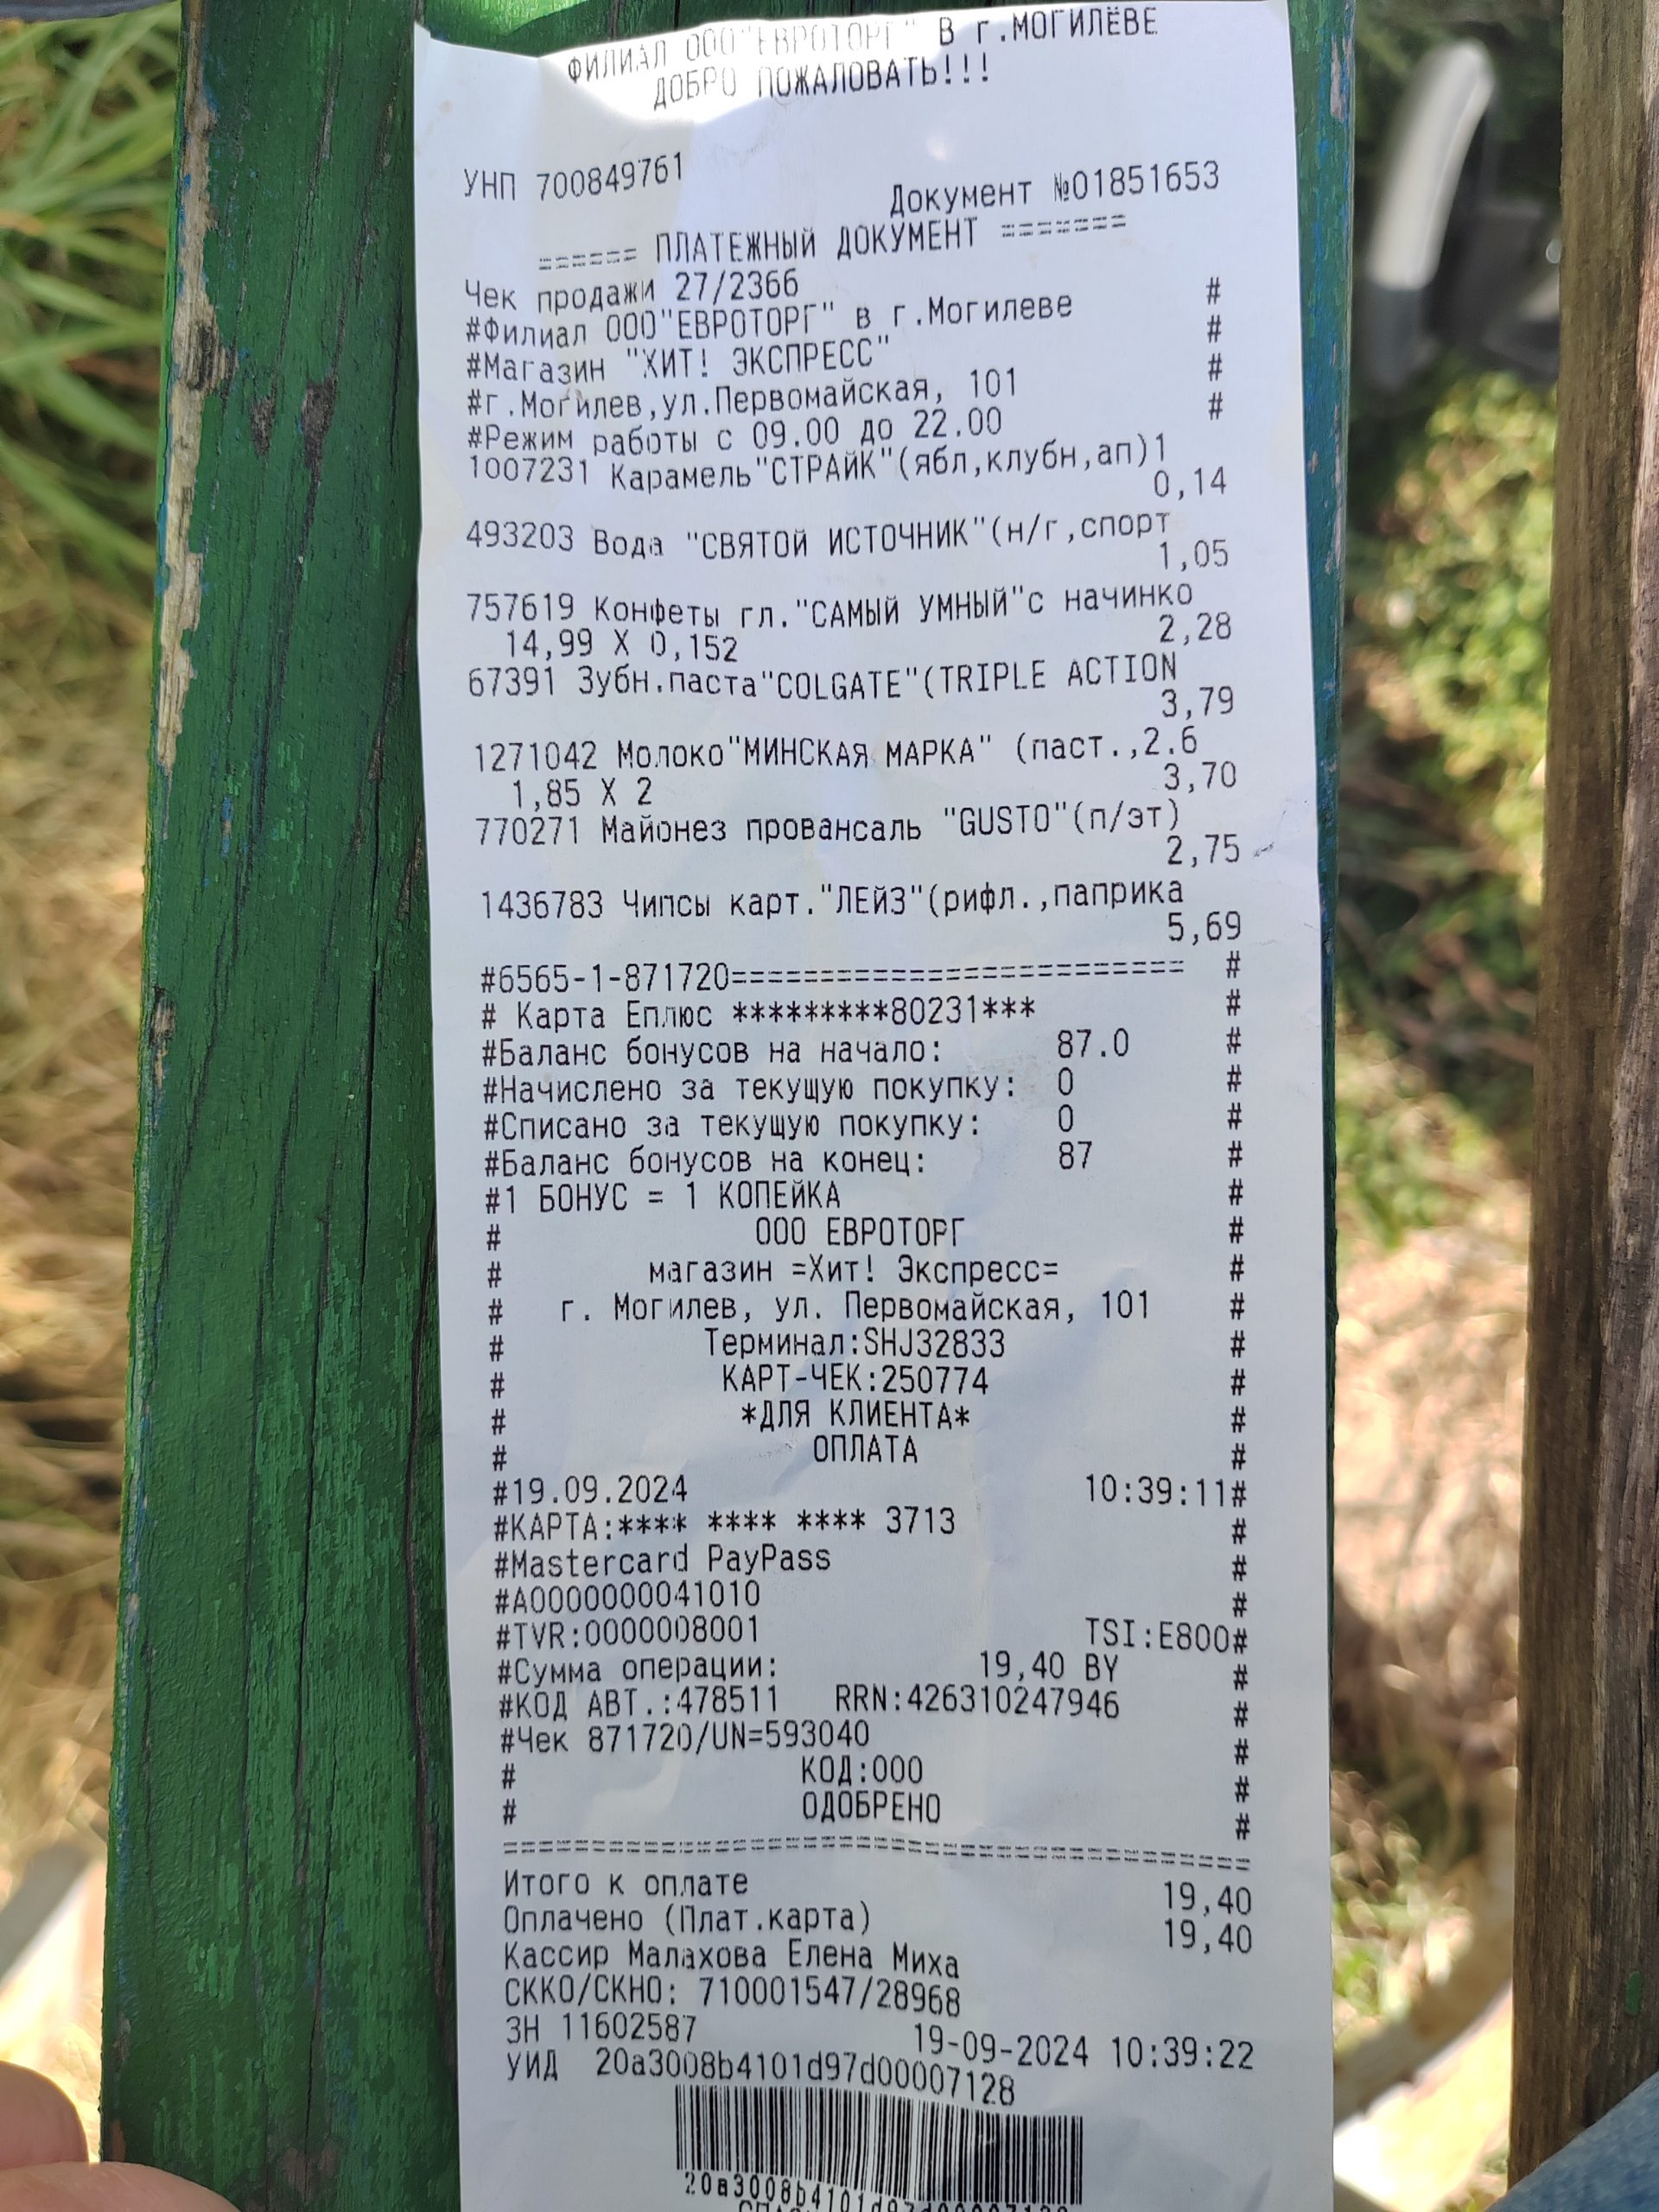 ФИЛИАЛ ООО"ЕВРОТОРГ" В г.МОГИЛЁВЕ
ДОБРО ПОЖАЛОВАТЬ!!!
УНП 700849761
Документ №01851653
====== ПЛАТЕЖНЫЙ ДОКУМЕНТ =======
Чек продажи 27/2366
#Филиал ООО"ЕВРОТОРГ" в г.Могилеве #
#Магазин "ХИТ! ЭКСПРЕСС" #
#г.Могилев,ул.Первомайская, 101 #
#Режим работы с 09.00 до 22.00 #
1007231 Карамель"СТРАЙК"(ябл,клубн,ап)1
0,14
493203 Вода "СВЯТОЙ ИСТОЧНИК"(н/г,спорт
1,05
757619 Конфеты гл."САМЫЙ УМНЫЙ"с начинко
14,99 X 0,152 2,28
67391 Зубн.паста"COLGATE"(TRIPLE ACTION
3,79
1271042 Молоко"МИНСКАЯ МАРКА" (паст.,2.6
1,85 X 2 3,70
770271 Майонез провансаль "GUSTO"(п/эт)
2,75
1436783 Чипсы карт."ЛЕЙЗ"(рифл.,паприка
5,69
#6565-1-871720========================= #
# Карта Еплюс *********80231*** #
#Баланс бонусов на начало: 87.0 #
#Начислено за текущую покупку: 0 #
#Списано за текущую покупку: 0 #
#Баланс бонусов на конец: 87 #
#1 БОНУС = 1 КОПЕЙКА #
# ООО ЕВРОТОРГ #
# магазин =Хит! Экспресс= #
# г. Могилев, ул. Первомайская, 101 #
# Терминал:SHJ32833 #
# КАРТ-ЧЕК:250774 #
# *ДЛЯ КЛИЕНТА* #
# ОПЛАТА #
#19.09.2024 10:39:11#
#КАРТА:**** **** **** 3713 #
#Mastercard PayPass #
#A0000000041010 #
#TVR:0000008001 TSI:E800#
#Сумма операции: 19,40 BY #
#КОД АВТ.:478511 RRN:426310247946 #
#Чек 871720/UN=593040 #
# КОД:000 #
# ОДОБРЕНО #
Итого к оплате 19,40
Оплачено (Плат.карта) 19,40
Кассир Малахова Елена Миха
СККО/СКНО: 710001547/28968
ЗН 11602587 19-09-2024 10:39:22
УИД 20a3008b4101d97d00007128